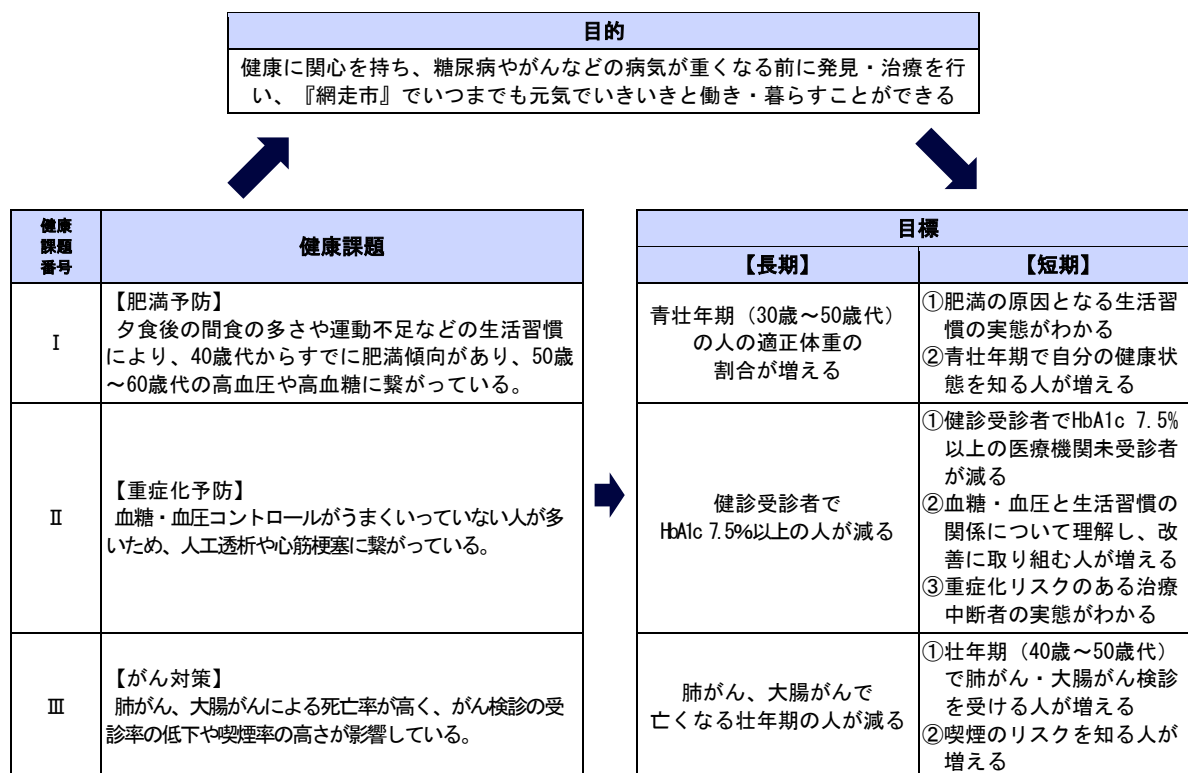 目的
健康に関心を持ち、糖尿病やがんなどの病気が重くなる前に発見・治療を行
い、『網走市』でいつまでも元気でいきいきと働き・暮らすことができる
健康
課題
番号
健康課題
Ⅰ
【肥満予防】
夕食後の間食の多さや運動不足などの生活習慣
により、40歳代からすでに肥満傾向があり、50歳
～60歳代の高血圧や高血糖に繋がっている。
Ⅱ
【重症化予防】
血糖・血圧コントロールがうまくいっていない人が多
いため、人工透析や心筋梗塞に繋がっている。
Ⅲ
【がん対策】
肺がん、大腸がんによる死亡率が高く、がん検診の受
診率の低下や喫煙率の高さが影響している。
目標
【長期】
【短期】
青壮年期（30歳～50歳代）
の人の適正体重の
割合が増える
①肥満の原因となる生活習
慣の実態がわかる
②青壮年期で自分の健康状
態を知る人が増える
健診受診者で
HbA1c 7.5%以上の人が減る
①健診受診者でHbA1c 7.5%
以上の医療機関未受診者
が減る
②血糖・血圧と生活習慣の
関係について理解し、改
善に取り組む人が増える
③重症化リスクのある治療
中断者の実態がわかる
肺がん、大腸がんで
亡くなる壮年期の人が減る
①壮年期（40歳～50歳代）
で肺がん・大腸がん検診
を受ける人が増える
②喫煙のリスクを知る人が
増える